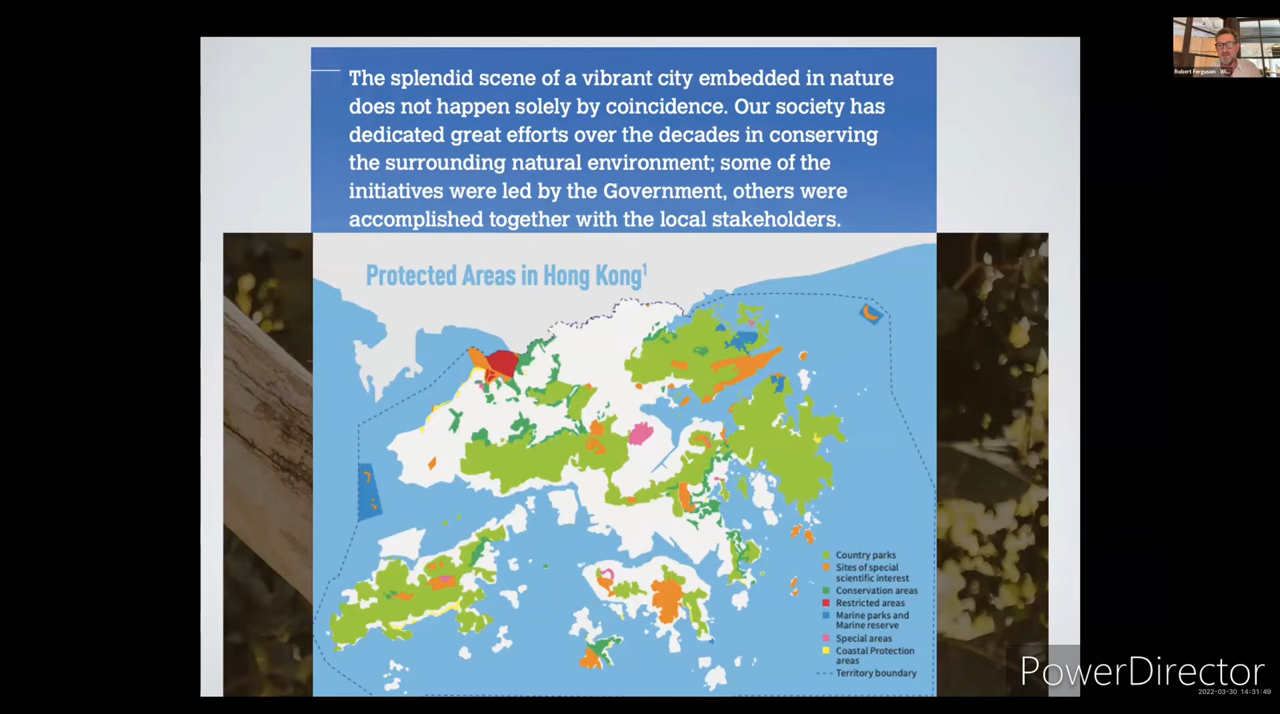 The splendid scene of a vibrant city embedded in nature
does not happen solely by coincidence. Our society has
dedicated great efforts over the decades in conserving
the surrounding natural environment; some of the
initiatives were led by the Government, others were
accomplished together with the local stakeholders.
Protected Areas in Hong Kong¹
Country parks
Sites of special
scientific interest
Conservation areas
Restricted areas
Marine parks and
Marine reserve
Special areas
Coastal Protection
areas
Territory boundary
Robert Ferguson - Wi...
PowerDirector
2022-03-30 14:31:49